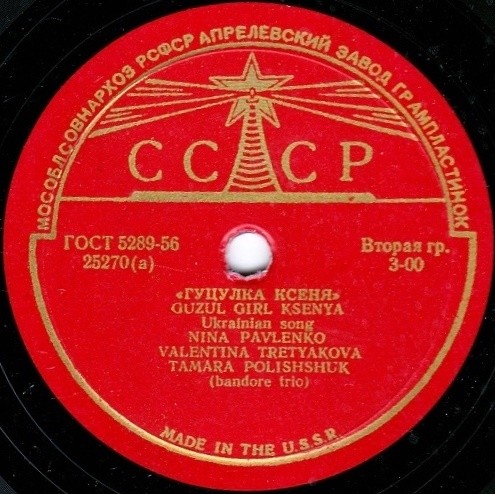 МОСОБЛСОВНАРХОЗ РСФСР АПРЕЛЕВСКИЙ ЗАВОД ГРАМПЛАСТИНОК
СССР
ГОСТ 5289-56
25270(а)
Вторая гр.
3-00
«ГУЦУЛКА КСЕНЯ»
GUZUL GIRL KSENYA
Ukrainian song
NINA PAVLENKO
VALENTINA TRETYAKOVA
TAMARA POLISHSHUK
(bandore trio)
MADE IN THE U.S.S.R.